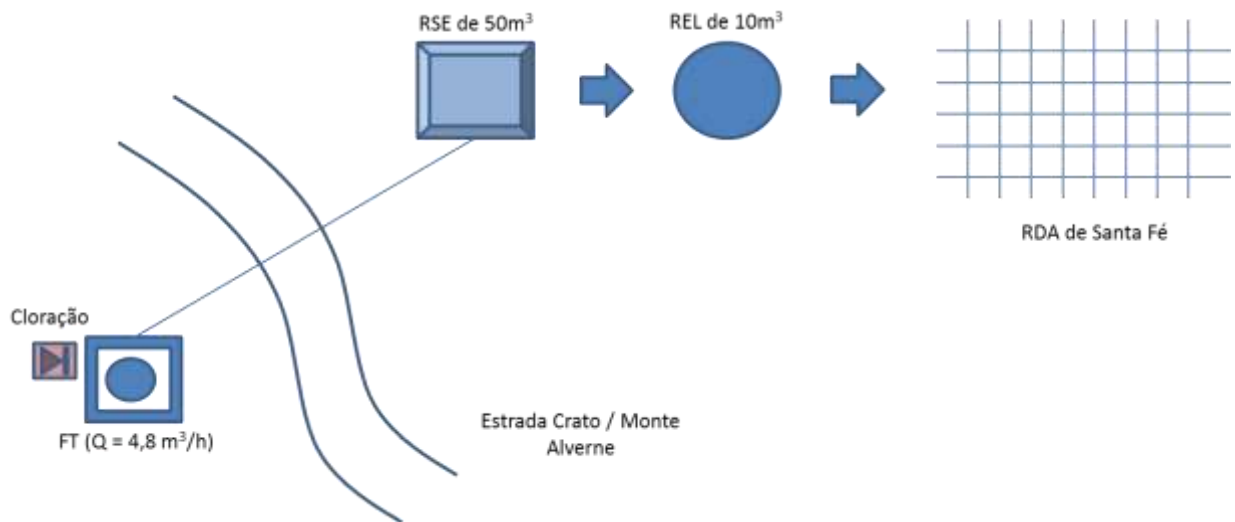 RSE de 50m³
REL de 10m³
RDA de Santa Fé
Cloração
FT (Q = 4,8 m³/h)
Estrada Crato / Monte
Alverne